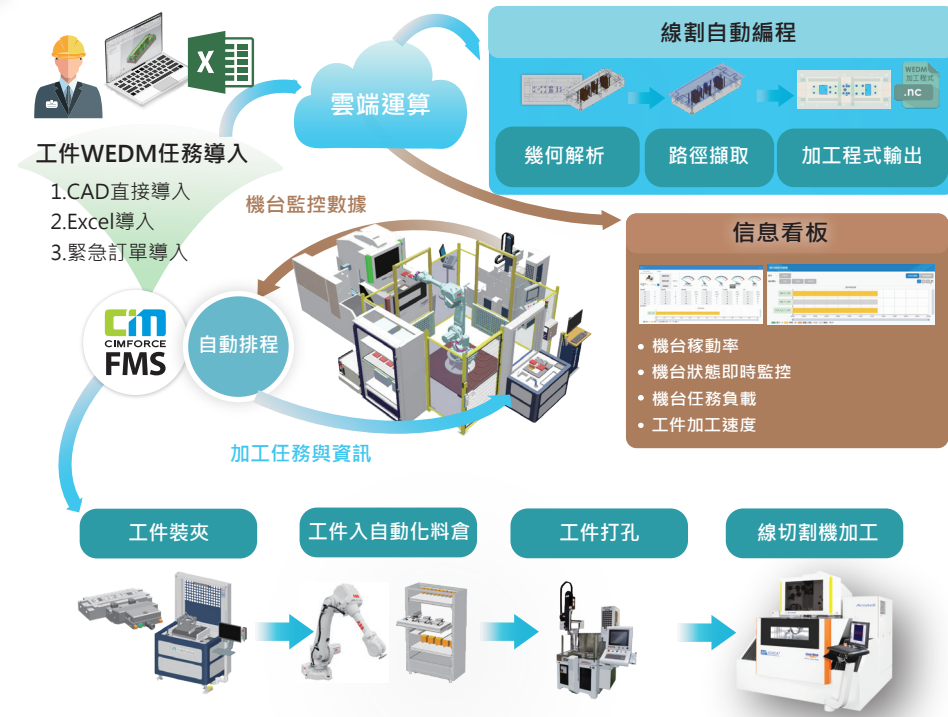 線割自動編程
WEDM
加工程式
.nc
雲端運算
幾何解析
路徑擷取
加工程式輸出
工件WEDM任務導入
1.CAD直接導入
2.Excel導入
3.緊急訂單導入
機台監控數據
信息看板
• 機台稼動率
• 機台狀態即時監控
• 機台任務負載
• 工件加工速度
CIM
CIMFORCE
FMS
自動排程
加工任務與資訊
工件裝夾
工件入自動化料倉
工件打孔
線切割機加工